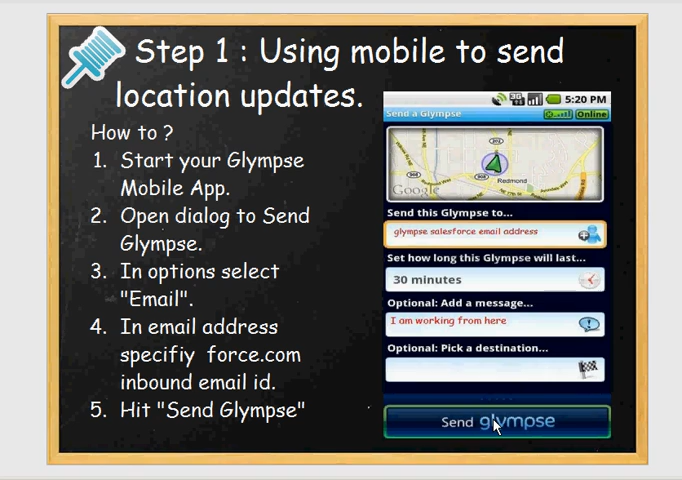 Step 1 : Using mobile to send
location updates.
How to ?
1. Start your Glympse
Mobile App.
2. Open dialog to Send
Glympse.
3. In options select
"Email".
4. In email address
specifiy force.com
inbound email id.
5. Hit "Send Glympse"
3G
5:20 PM
Send a Glympse
Online
Google
Redmond
Send this Glympse to...
glympse salesforce email address
Set how long this Glympse will last...
30 minutes
Optional: Add a message...
I am working from here
Optional: Pick a destination...
Send glympse